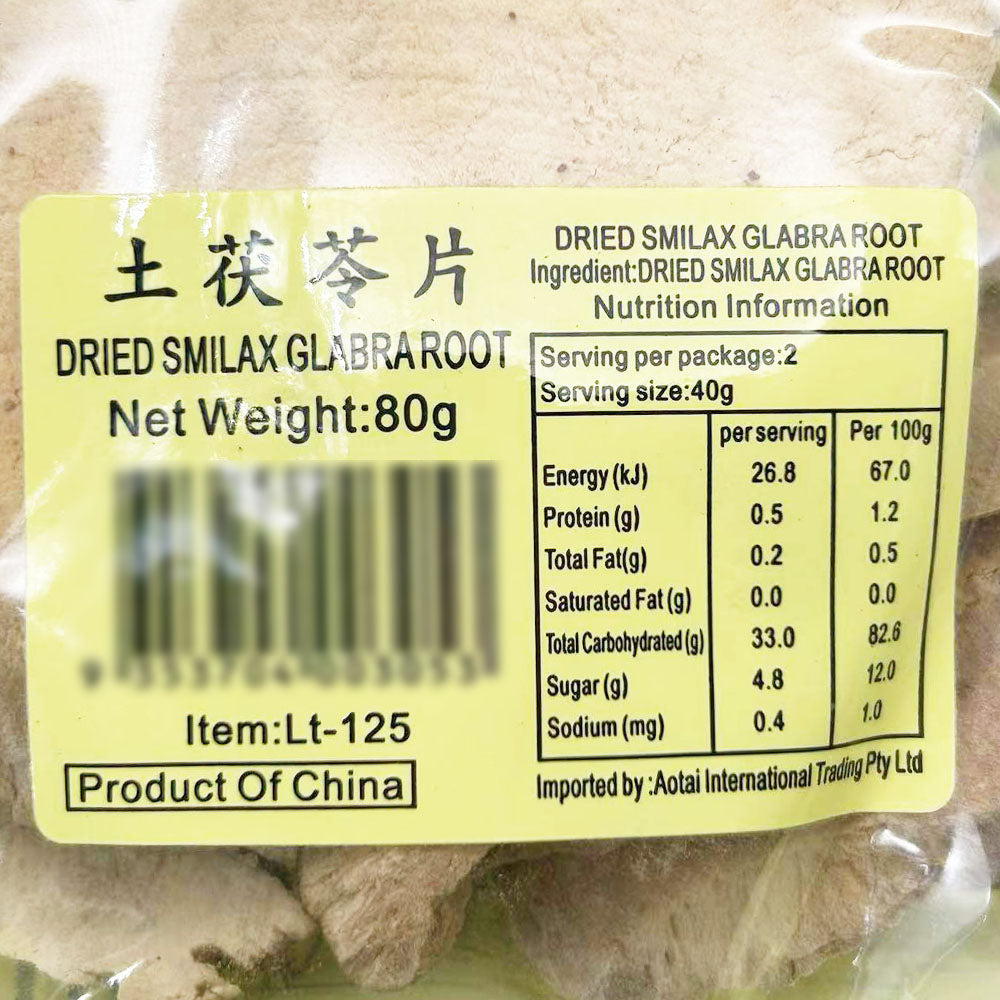 土茯苓片
DRIED SMILAX GLABRA ROOT
Net Weight:80g
Item:Lt-125
Product Of China
DRIED SMILAX GLABRA ROOT
Ingredient:DRIED SMILAX GLABRA ROOT
Nutrition Information
Serving per package:2
Serving size:40g
per serving Per 100g
Energy (kJ) 26.8 67.0
Protein (g) 0.5 1.2
Total Fat(g) 0.2 0.5
Saturated Fat (g) 0.0 0.0
Total Carbohydrated (g) 33.0 82.6
Sugar (g) 4.8 12.0
Sodium (mg) 0.4 1.0
Imported by :Aotai International Trading Pty Ltd